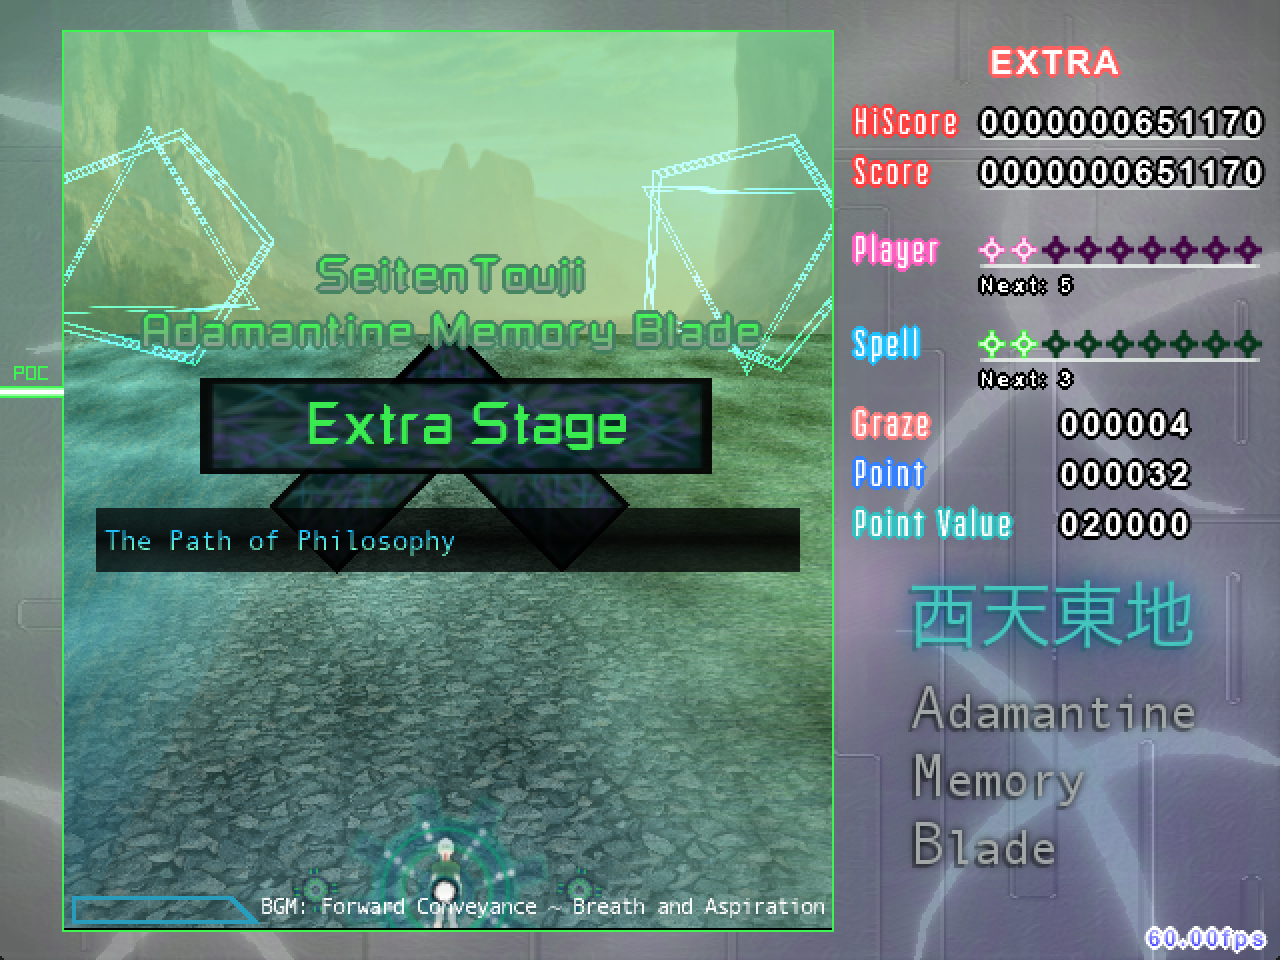 EXTRA
HiScore 0000000651170
Score 0000000651170
Player
Next: 5
Spell
Next: 3
Graze 000004
Point 000032
Point Value 020000
西天東地
Adamantine
Memory
Blade
60.00fps
POC
SeitenTouji
Adamantine Memory Blade
Extra Stage
The Path of Philosophy
BGM: Forward Conveyance ~ Breath and Aspiration